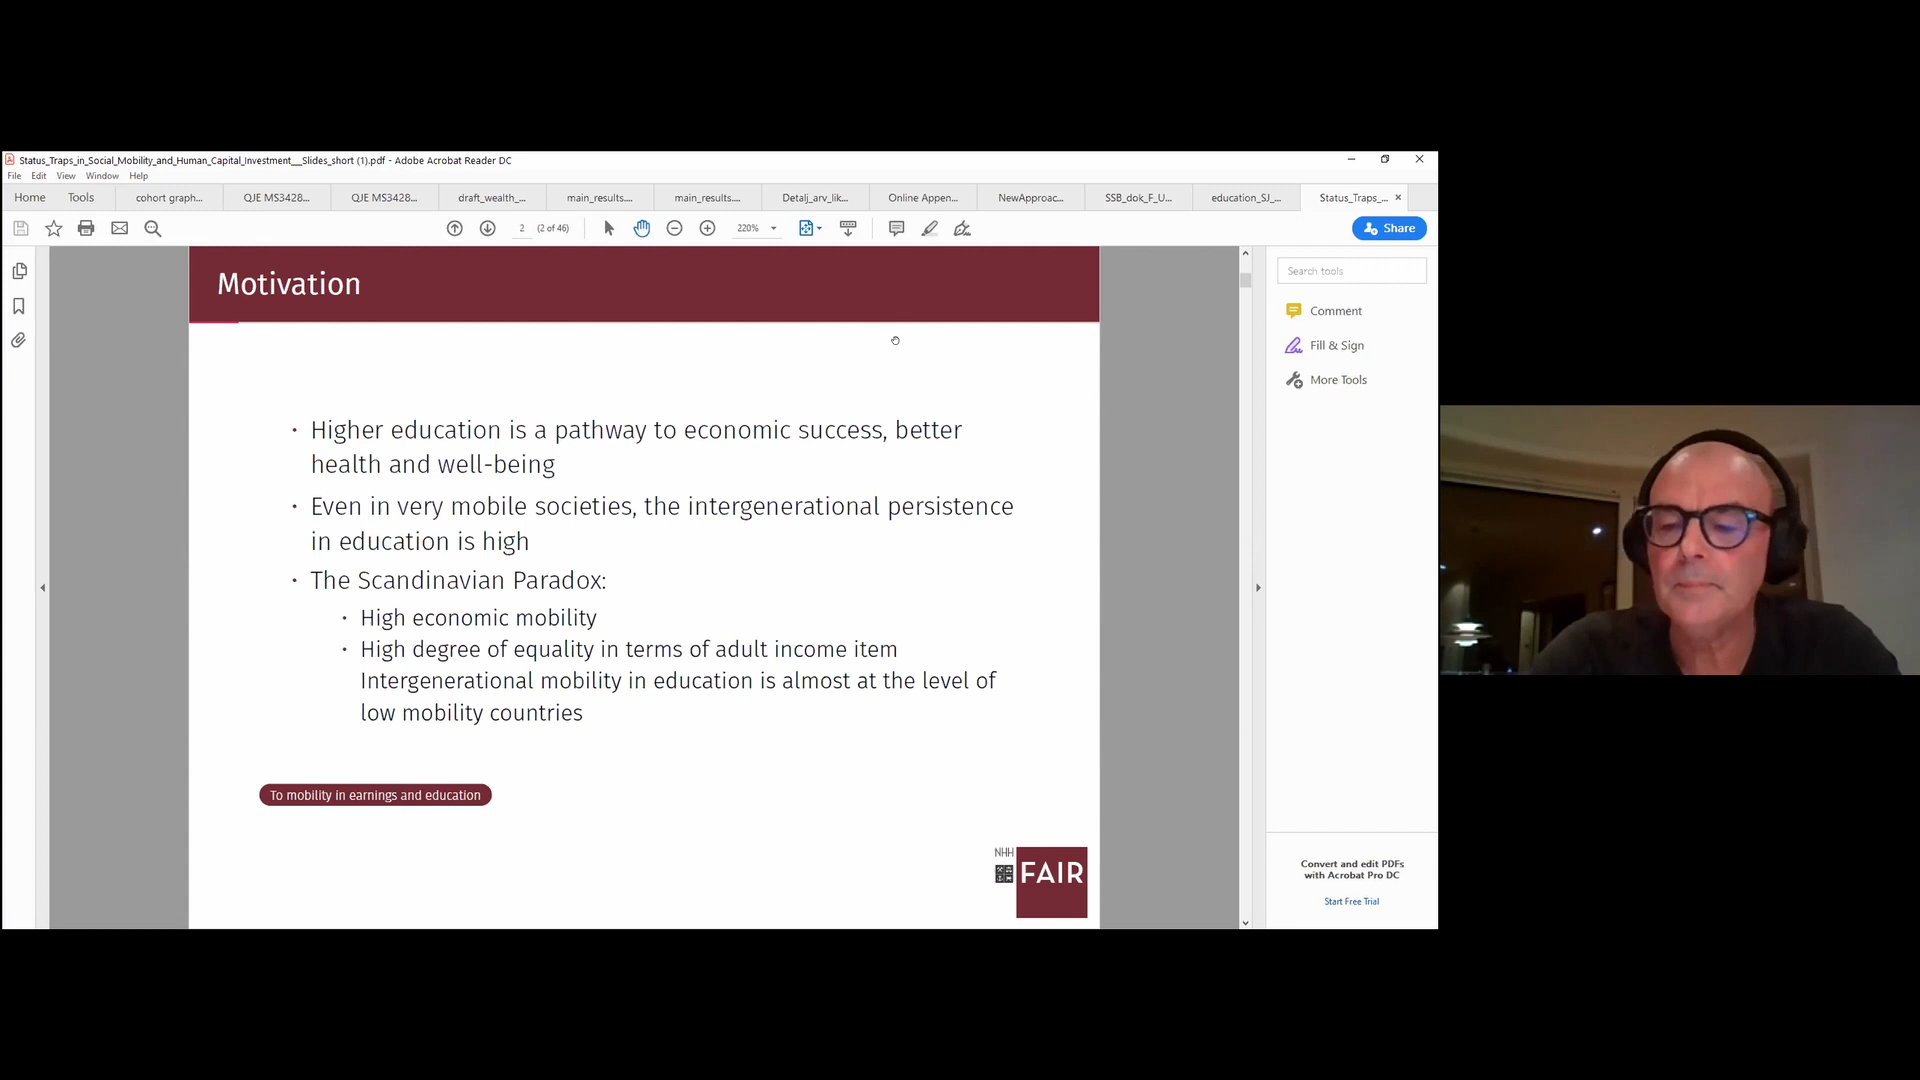 Status_Traps_in_Social_Mobility_and_Human_Capital_Investment__Slides_short (1).pdf - Adobe Acrobat Reader DC
File Edit View Window Help
Home Tools cohort graph... QJE MS3428... QJE MS3428... draft_wealth_... main_results.... main_results.... Detalj_arv_lik... Online Appen... NewApproac... SSB_dok_F_U... education_SJ_... Status_Traps_...
2 (2 of 46) 220% Share
Motivation
Search tools
Comment
Fill & Sign
More Tools
· Higher education is a pathway to economic success, better
health and well-being
· Even in very mobile societies, the intergenerational persistence
in education is high
· The Scandinavian Paradox:
· High economic mobility
· High degree of equality in terms of adult income item
Intergenerational mobility in education is almost at the level of
low mobility countries
To mobility in earnings and education
NHH
FAIR
Convert and edit PDFs
with Acrobat Pro DC
Start Free Trial